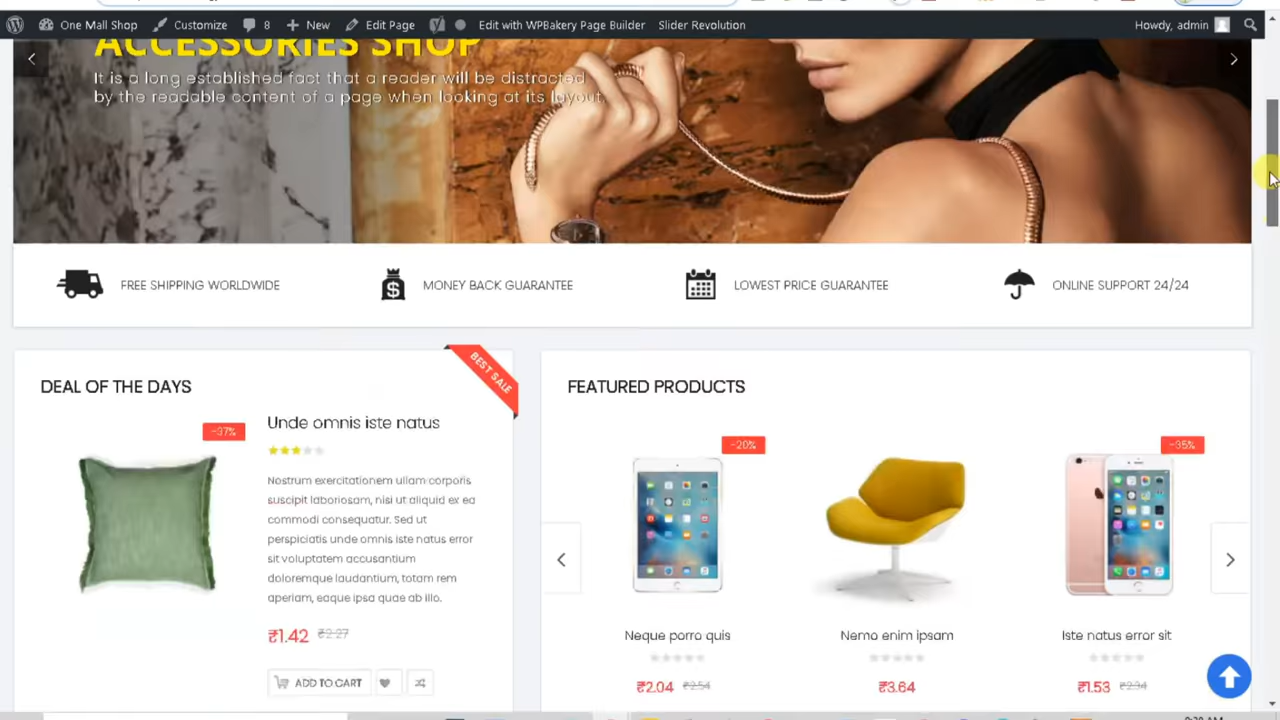 One Mall Shop Customize 8 New Edit Page Edit with WPBakery Page Builder Slider Revolution Howdy, admin
ACCESSORIES SHOP
It is a long established fact that a reader will be distracted
by the readable content of a page when looking at its layout.
FREE SHIPPING WORLDWIDE MONEY BACK GUARANTEE LOWEST PRICE GUARANTEE ONLINE SUPPORT 24/24
BEST SALE
DEAL OF THE DAYS
-37%
Unde omnis iste natus
Nostrum exercitationem ullam corporis
suscipit laboriosam, nisi ut aliquid ex ea
commodi consequatur. Sed ut
perspiciatis unde omnis iste natus error
sit voluptatem accusantium
doloremque laudantium, totam rem
aperiam, eaque ipsa quae ab illo.
₹1.42 ₹2.27
ADD TO CART
FEATURED PRODUCTS
-20%
-35%
Neque porro quis Nemo enim ipsam Iste natus error sit
₹2.04 ₹2.54 ₹3.64 ₹1.53 ₹2.34